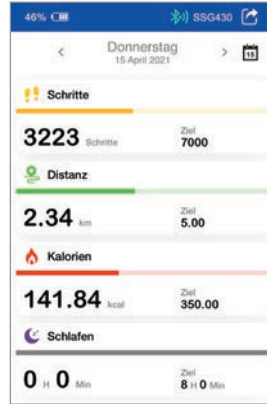 46% SSG430
Donnerstag
15 April 2021
15
Schritte
3223 Schritte Ziel 7000
Distanz
2.34 km Ziel 5.00
Kalorien
141.84 kcal Ziel 350.00
Schlafen
0 H 0 Min Ziel 8 H 0 Min